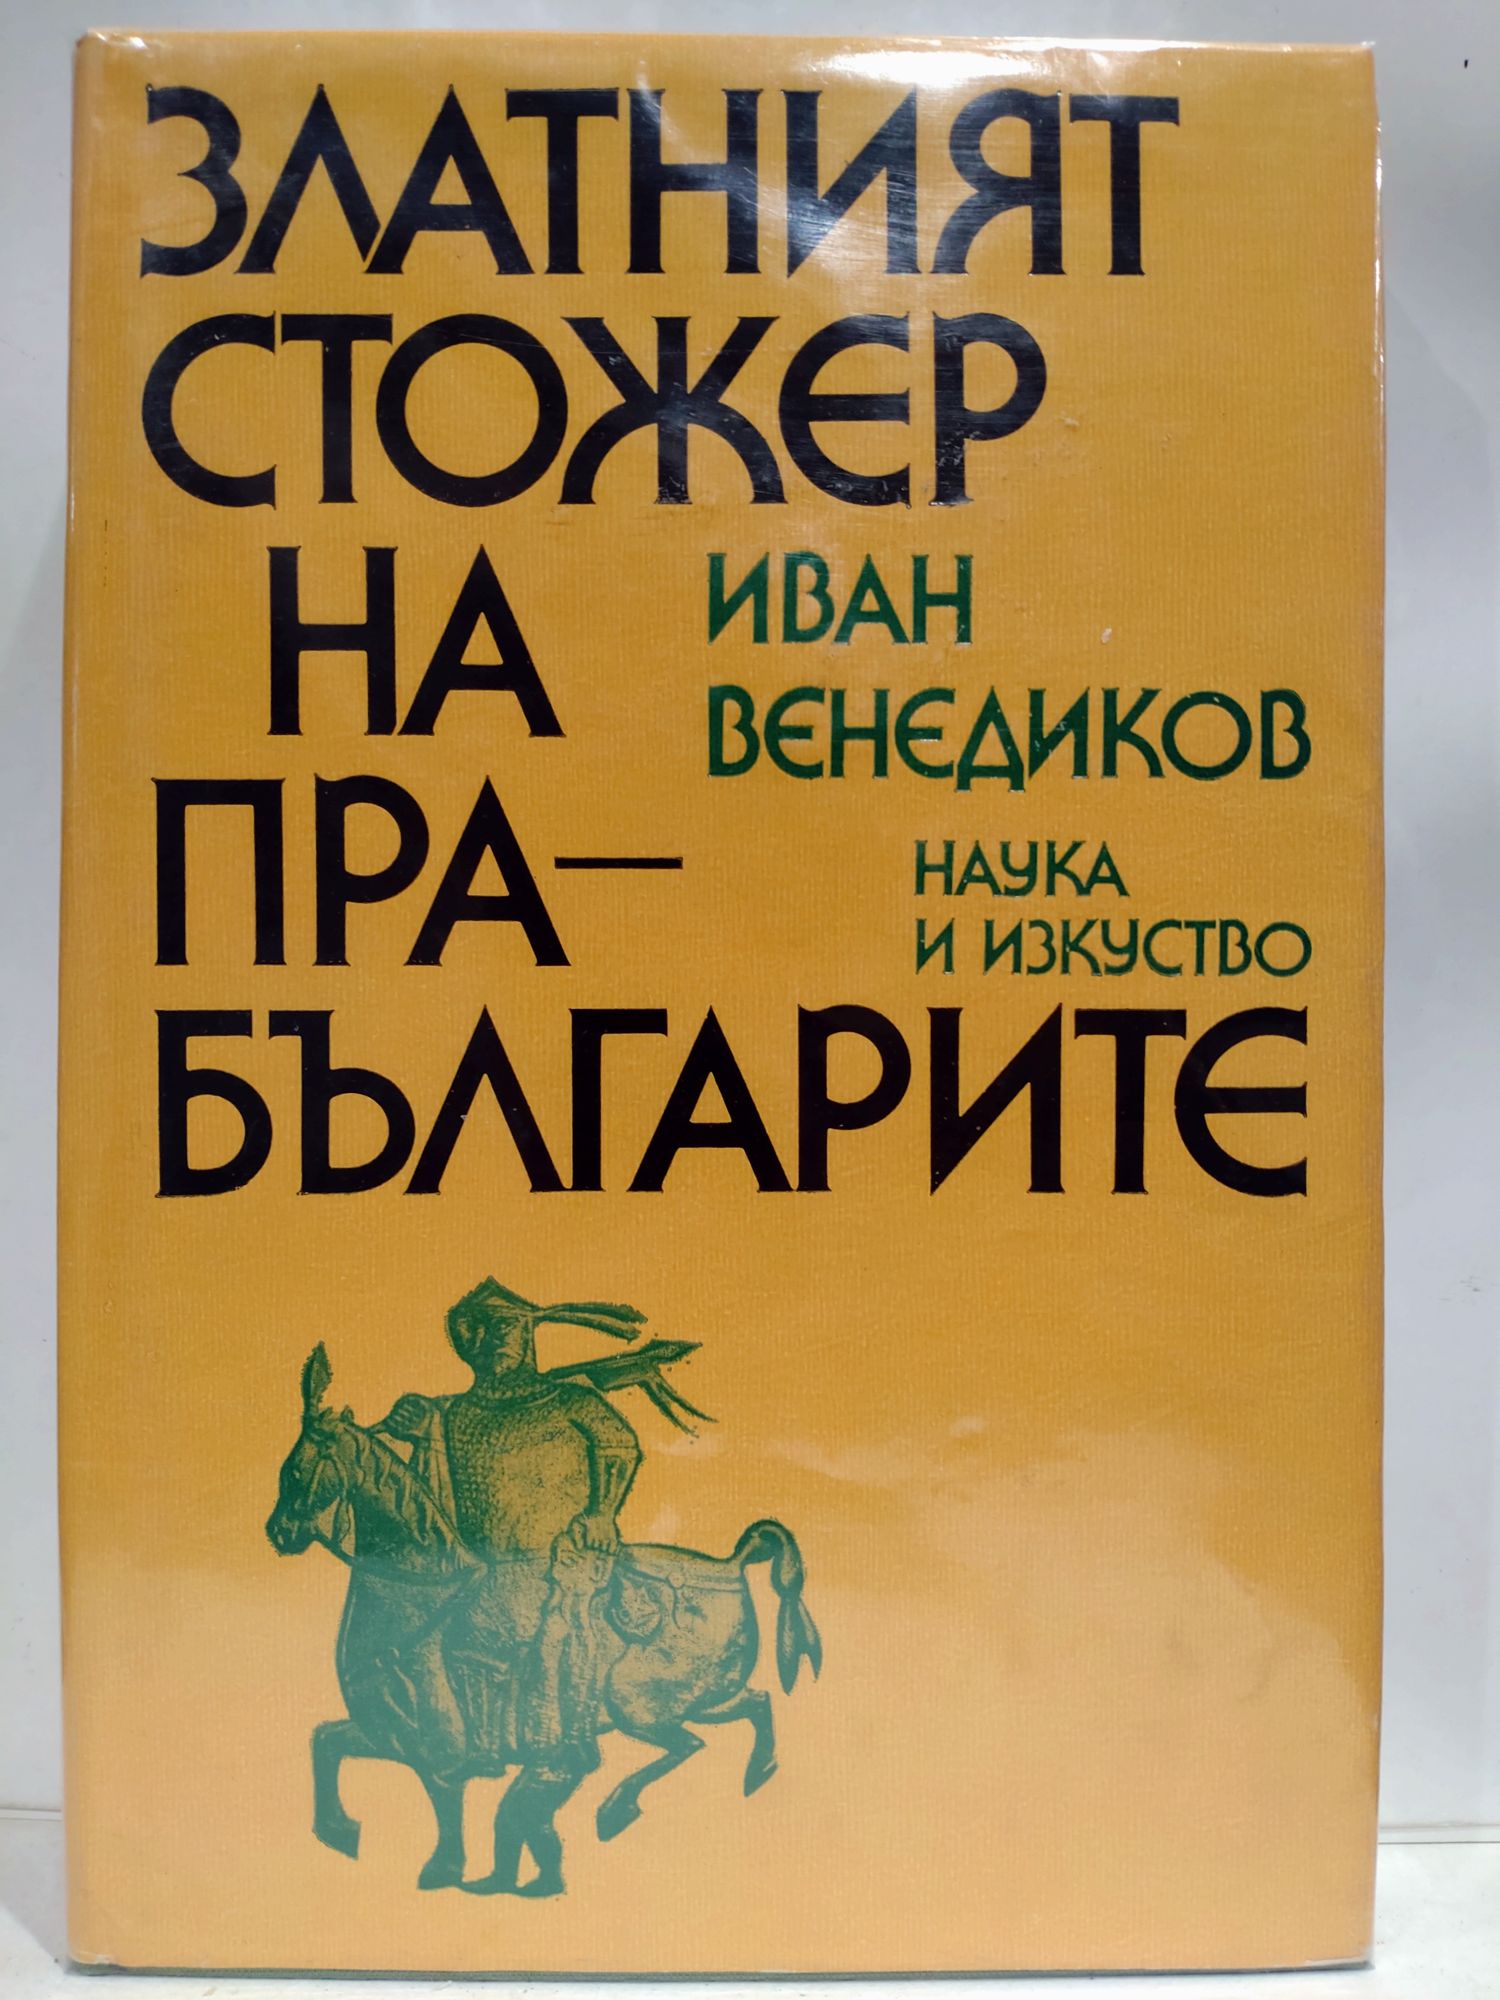 ЗЛАТНИЯТ
СТОЖЕР
НА
ПРА–
БЪЛГАРИТЕ
ИВАН
ВЕНЕДИКОВ
НАУКА
И ИЗКУСТВО